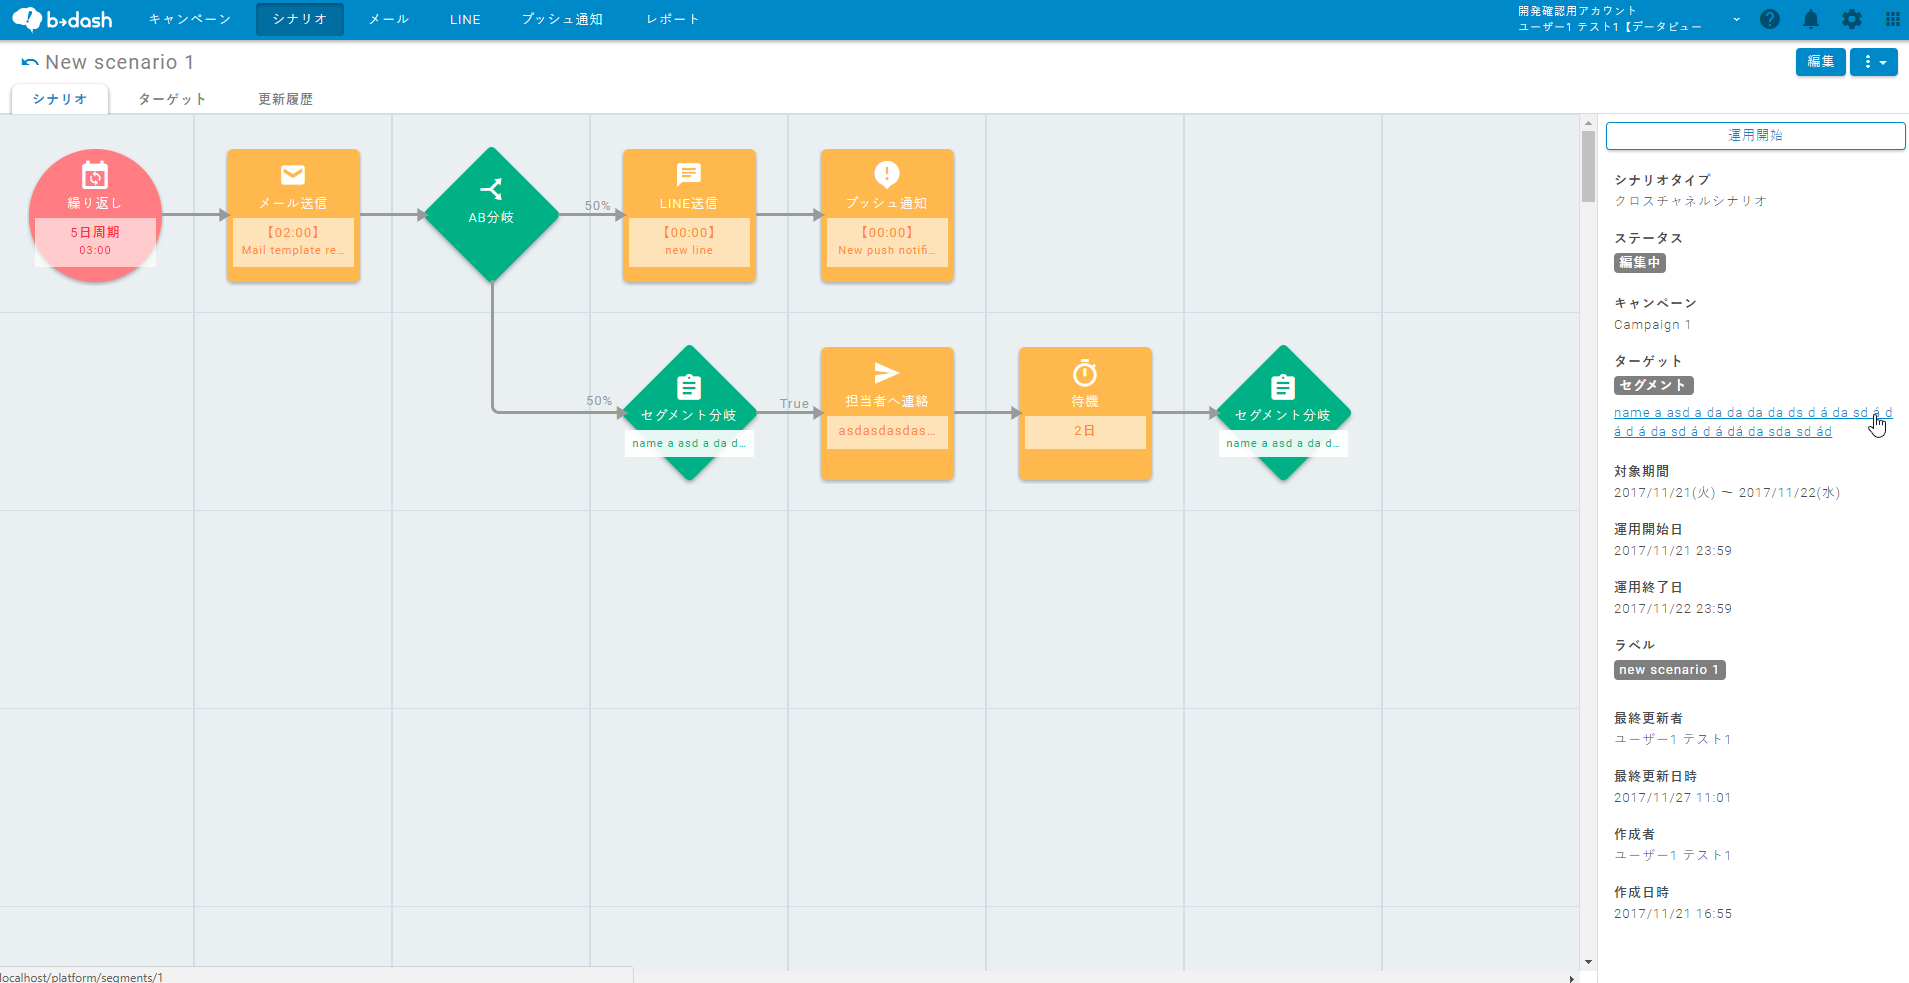 b→dash
キャンペーン
シナリオ
メール
LINE
プッシュ通知
レポート
開発確認用アカウント
ユーザー1 テスト1【データビュー
New scenario 1
編集
シナリオ
ターゲット
更新履歴
繰り返し
5日周期
03:00
メール送信
【02:00】
Mail template re...
AB分岐
50%
LINE送信
【00:00】
new line
プッシュ通知
【00:00】
New push notifi...
50%
セグメント分岐
name a asd a da d...
True
担当者へ連絡
asdasdasdas...
待機
2日
セグメント分岐
name a asd a da d...
運用開始
シナリオタイプ
クロスチャネルシナリオ
ステータス
編集中
キャンペーン
Campaign 1
ターゲット
セグメント
name a asd a da da da da ds d á da sd á d
á d á da sd á d á dá da sda sd ád
対象期間
2017/11/21(火) 〜 2017/11/22(水)
運用開始日
2017/11/21 23:59
運用終了日
2017/11/22 23:59
ラベル
new scenario 1
最終更新者
ユーザー1 テスト1
最終更新日時
2017/11/27 11:01
作成者
ユーザー1 テスト1
作成日時
2017/11/21 16:55
localhost/platform/segments/1